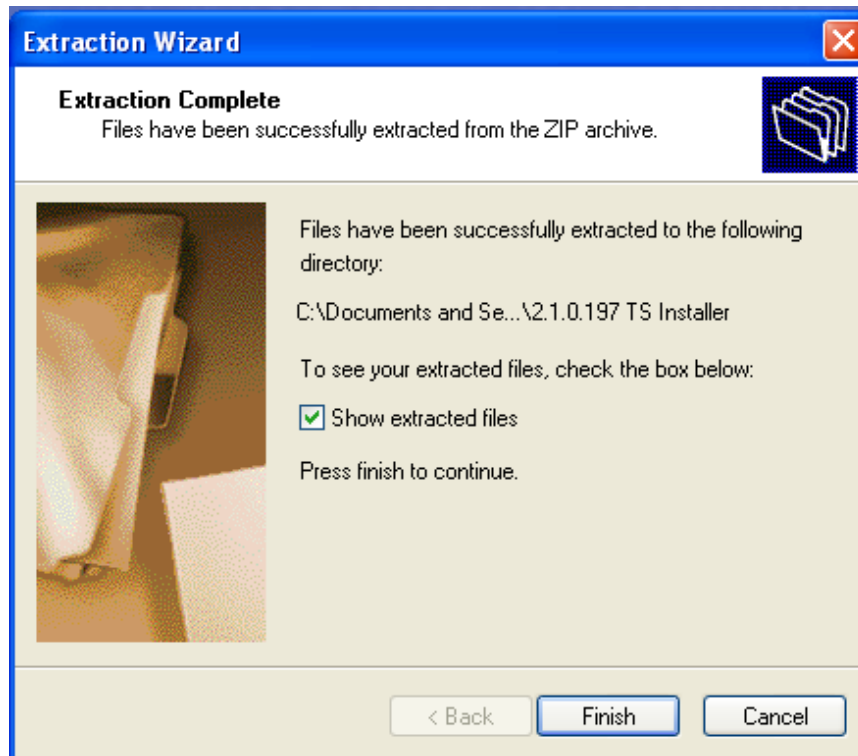 Extraction Wizard
Extraction Complete
Files have been successfully extracted from the ZIP archive.
Files have been successfully extracted to the following
directory:
C:\Documents and Se...\2.1.0.197 TS Installer
To see your extracted files, check the box below:
Show extracted files
Press finish to continue.
< Back Finish Cancel